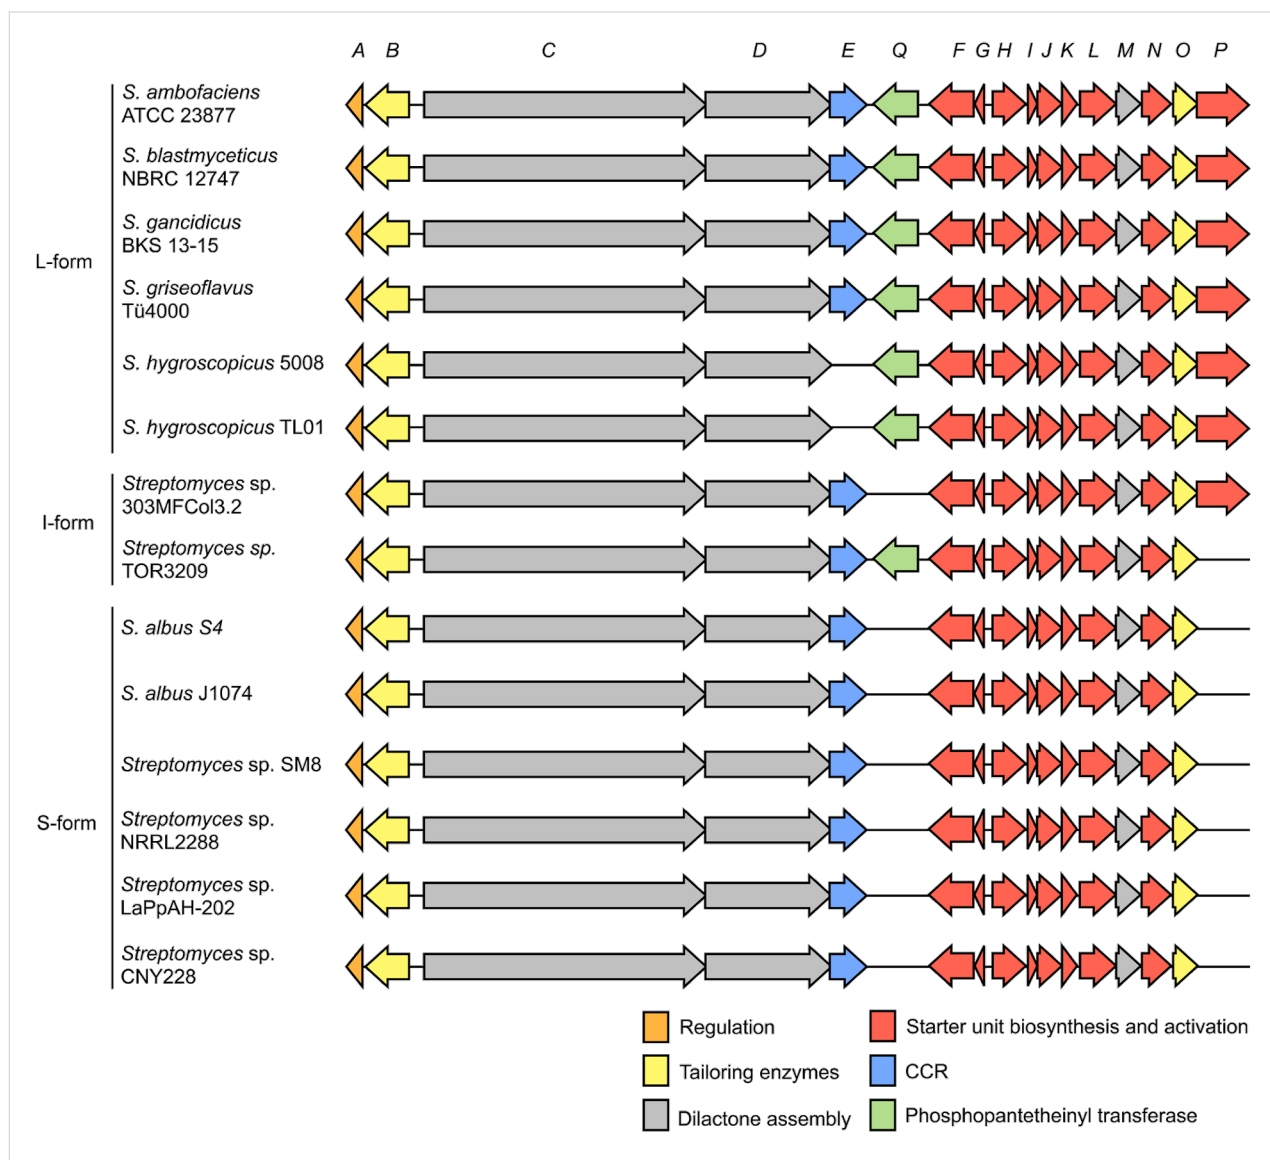 A B C D E Q F G H I J K L M N O P
S. ambofaciens
ATCC 23877
S. blastmyceticus
NBRC 12747
S. gancidicus
BKS 13-15
L-form
S. griseoflavus
Tü4000
S. hygroscopicus 5008
S. hygroscopicus TL01
Streptomyces sp.
303MFCol3.2
I-form
Streptomyces sp.
TOR3209
S. albus S4
S. albus J1074
Streptomyces sp. SM8
S-form
Streptomyces sp.
NRRL2288
Streptomyces sp.
LaPpAH-202
Streptomyces sp.
CNY228
Regulation
Starter unit biosynthesis and activation
Tailoring enzymes
CCR
Dilactone assembly
Phosphopantetheinyl transferase